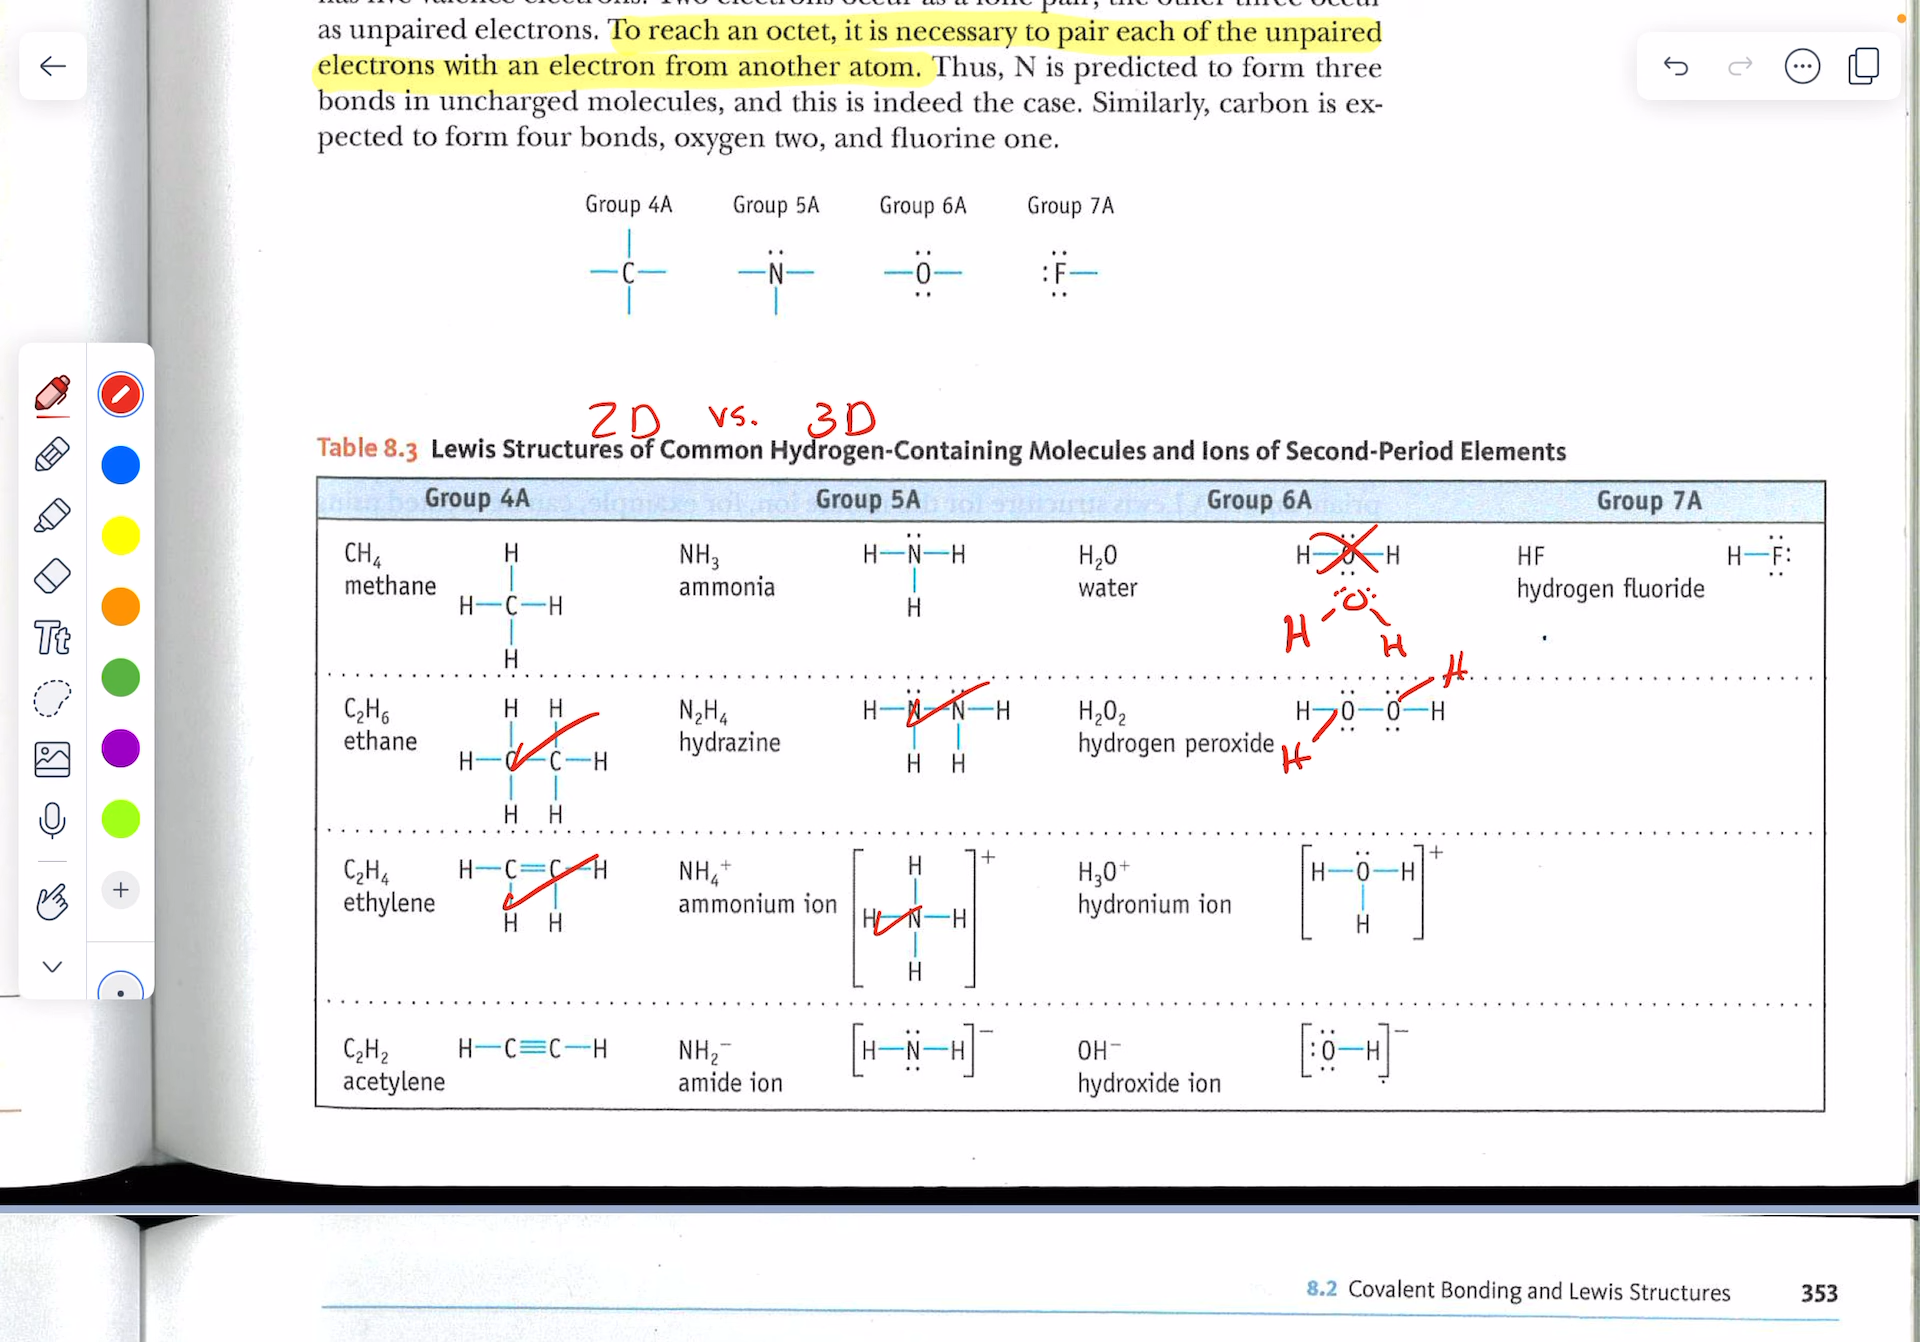 as unpaired electrons. To reach an octet, it is necessary to pair each of the unpaired
electrons with an electron from another atom. Thus, N is predicted to form three
bonds in uncharged molecules, and this is indeed the case. Similarly, carbon is ex-
pected to form four bonds, oxygen two, and fluorine one.
Group 4A Group 5A Group 6A Group 7A
C N O F
2D vs. 3D
Table 8.3 Lewis Structures of Common Hydrogen-Containing Molecules and Ions of Second-Period Elements
Group 4A Group 5A Group 6A Group 7A
CH₄
methane
H
H—C—H
H
NH₃
ammonia
H—N—H
H
H₂O
water
H—O—H
O
H H
HF
hydrogen fluoride
H—F:
C₂H₆
ethane
H H
H—C—C—H
H H
N₂H₄
hydrazine
H—N—N—H
H H
H₂O₂
hydrogen peroxide
H
H—O—O—H
H
C₂H₄
ethylene
H—C=C—H
H H
NH₄⁺
ammonium ion
[H
H—N—H
H]⁺
H₃O⁺
hydronium ion
[H—O—H
H]⁺
C₂H₂
acetylene
H—C≡C—H
NH₂⁻
amide ion
[H—N—H]⁻
OH⁻
hydroxide ion
[:O—H]⁻
Tt
8.2 Covalent Bonding and Lewis Structures 353